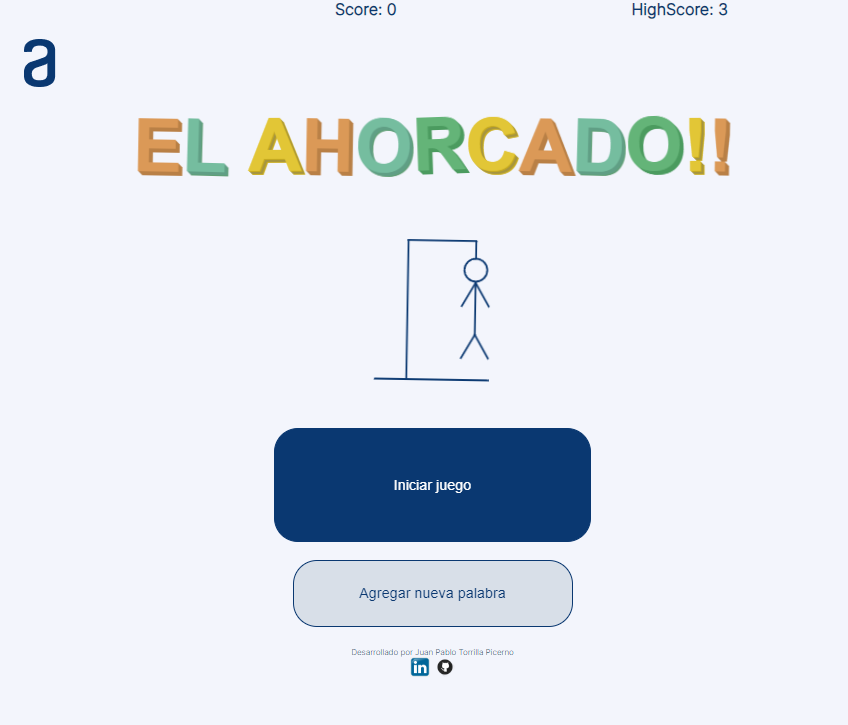 Score: 0 HighScore: 3
a
EL AHORCADO!!
Iniciar juego
Agregar nueva palabra
Desarrollado por Juan Pablo Torrilla Picerno
in